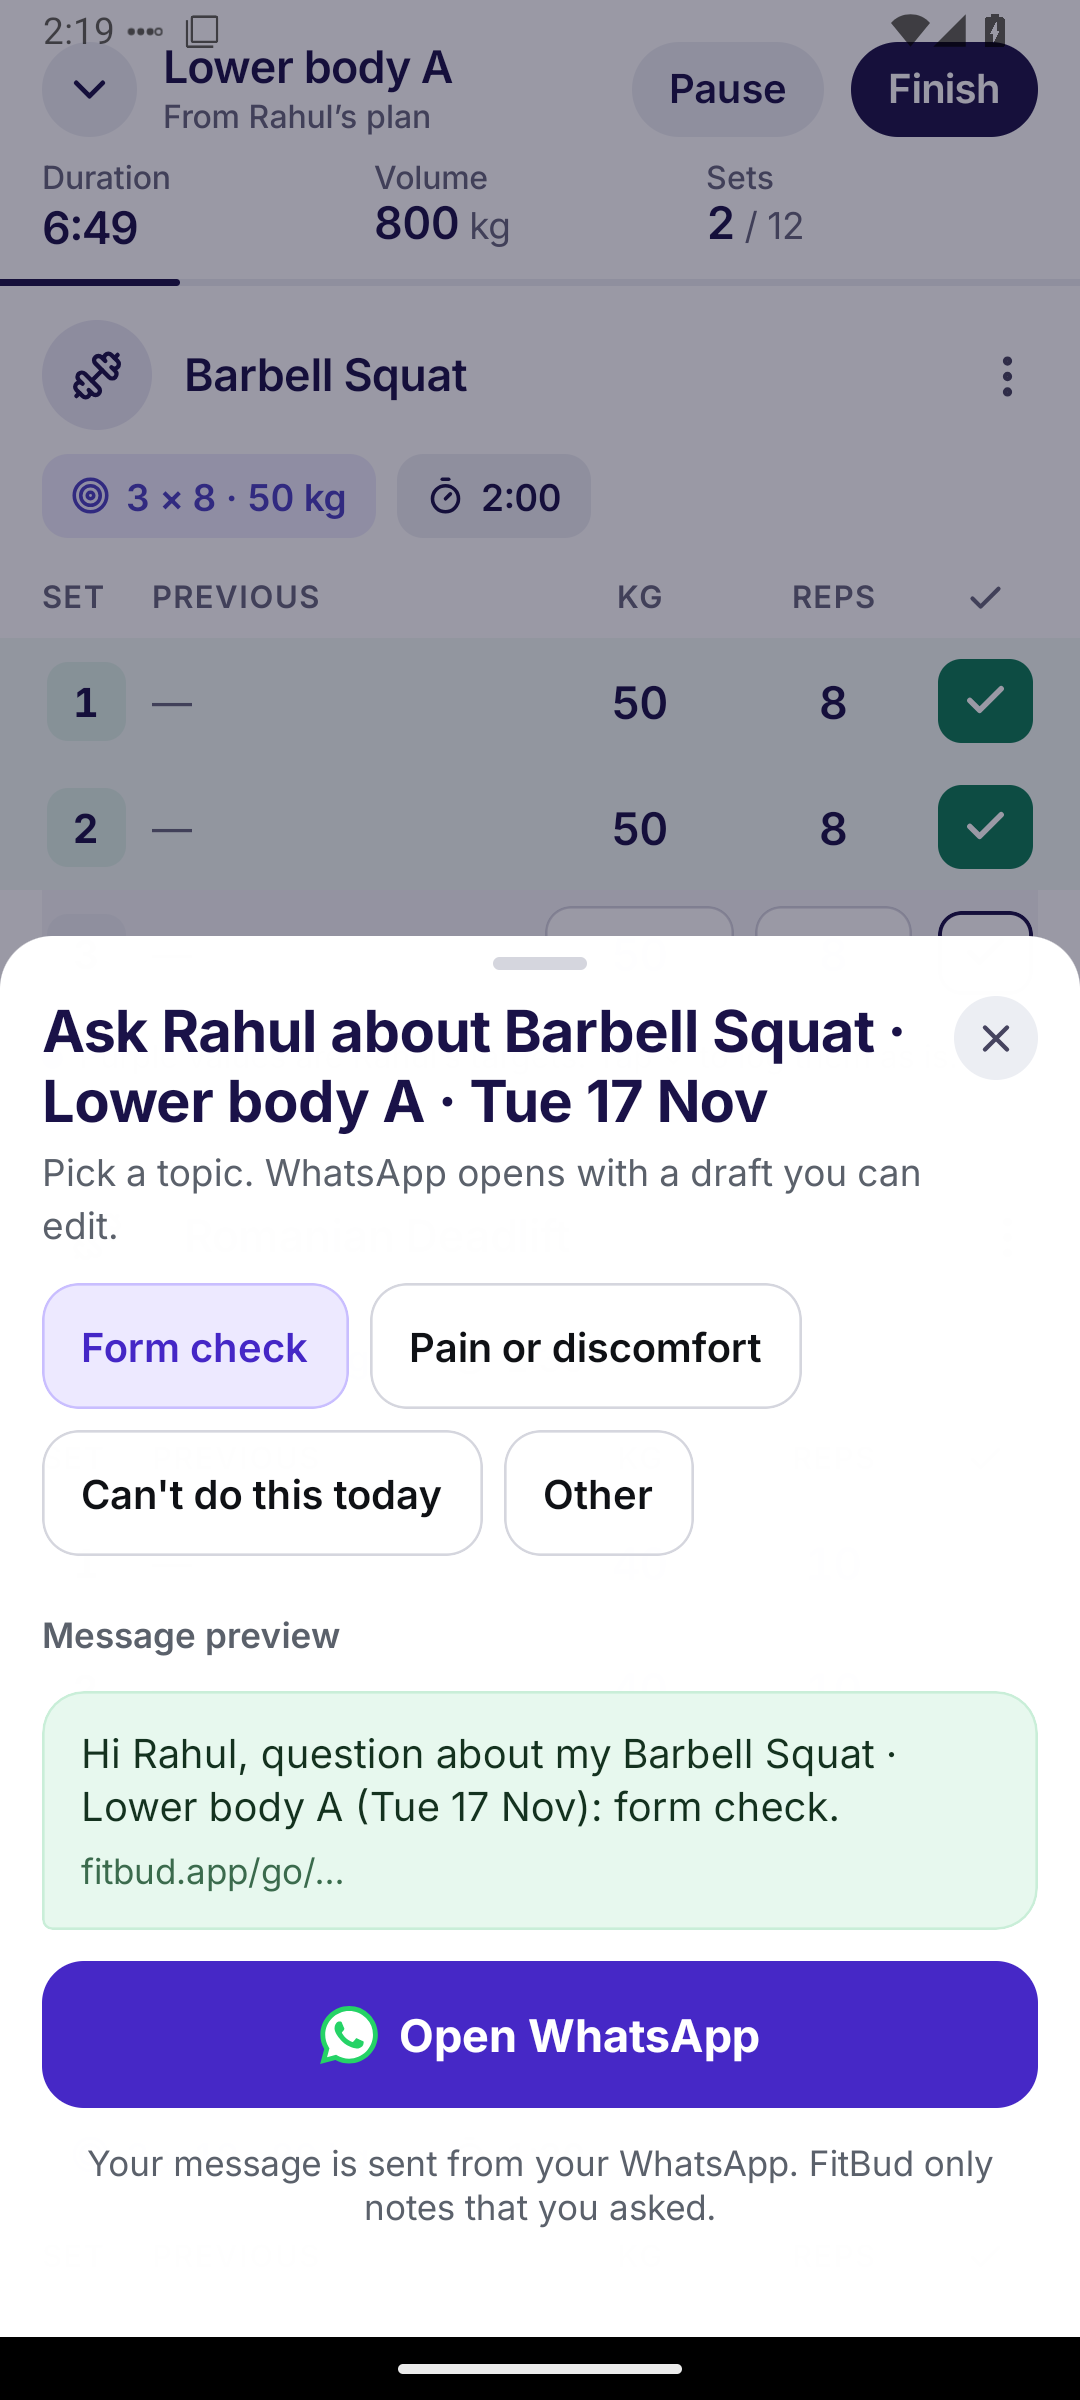 2:19
Lower body A
From Rahul’s plan
Pause
Finish
Duration
Volume
Sets
6:49
800 kg
2 / 12
Barbell Squat
3 × 8 · 50 kg
2:00
SET PREVIOUS KG REPS
1 — 50 8
2 — 50 8
Ask Rahul about Barbell Squat ·
Lower body A · Tue 17 Nov
Pick a topic. WhatsApp opens with a draft you can
edit.
Form check
Pain or discomfort
Can't do this today
Other
Message preview
Hi Rahul, question about my Barbell Squat ·
Lower body A (Tue 17 Nov): form check.
fitbud.app/go/...
Open WhatsApp
Your message is sent from your WhatsApp. FitBud only
notes that you asked.